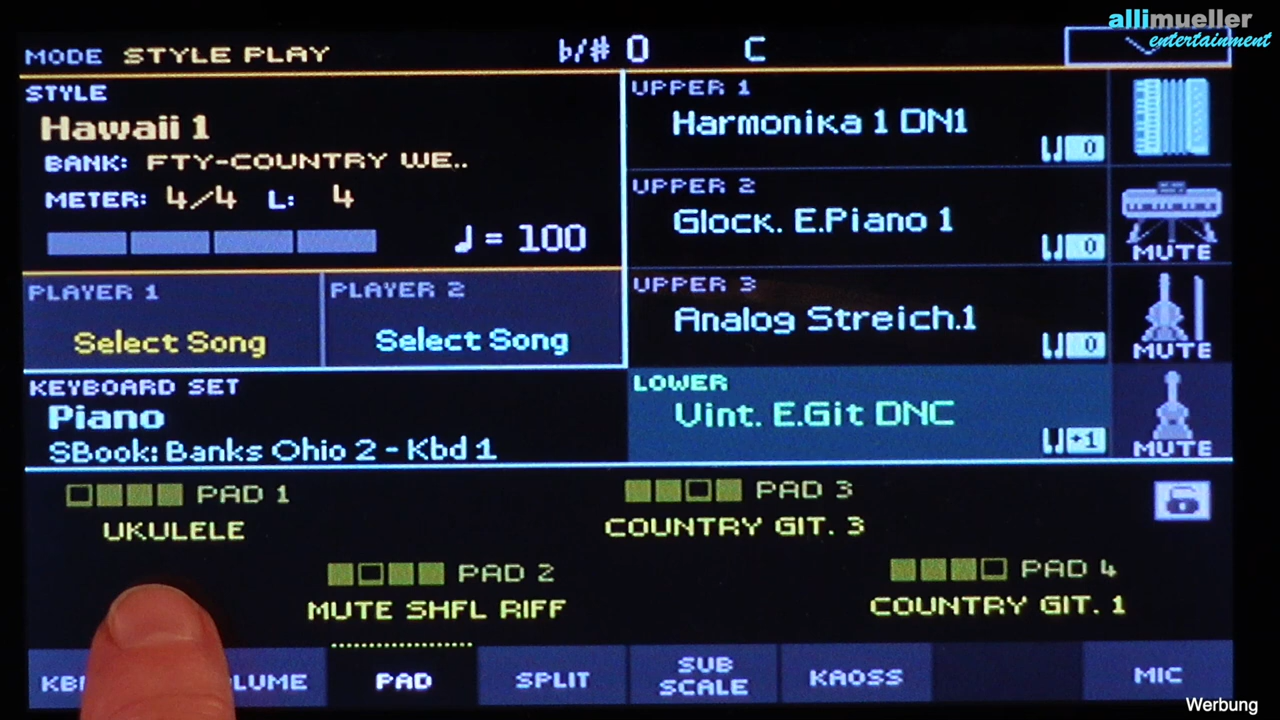 allimueller
entertainment
MODE STYLE PLAY
♭/# 0 C
STYLE
Hawaii 1
BANK: FTY-COUNTRY WE..
METER: 4/4 L: 4
♩ = 100
PLAYER 1
Select Song
PLAYER 2
Select Song
KEYBOARD SET
Piano
SBook: Banks Ohio 2 - Kbd 1
UPPER 1
Harmonika 1 DN1
0
UPPER 2
Glock. E.Piano 1
0
MUTE
UPPER 3
Analog Streich.1
0
MUTE
LOWER
Vint. E.Git DNC
+1
MUTE
PAD 1
UKULELE
PAD 2
MUTE SHFL RIFF
PAD 3
COUNTRY GIT. 3
PAD 4
COUNTRY GIT. 1
PAD
SPLIT
SUB
SCALE
KAOSS
MIC
Werbung